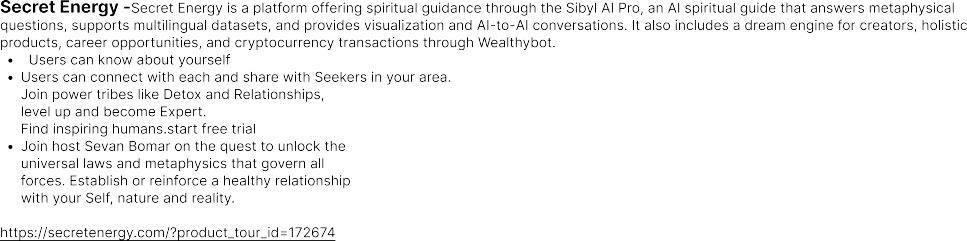 Secret Energy -Secret Energy is a platform offering spiritual guidance through the Sibyl AI Pro, an AI spiritual guide that answers metaphysical
questions, supports multilingual datasets, and provides visualization and AI-to-AI conversations. It also includes a dream engine for creators, holistic
products, career opportunities, and cryptocurrency transactions through Wealthybot.
• Users can know about yourself
• Users can connect with each and share with Seekers in your area.
Join power tribes like Detox and Relationships,
level up and become Expert.
Find inspiring humans.start free trial
• Join host Sevan Bomar on the quest to unlock the
universal laws and metaphysics that govern all
forces. Establish or reinforce a healthy relationship
with your Self, nature and reality.
https://secretenergy.com/?product_tour_id=172674